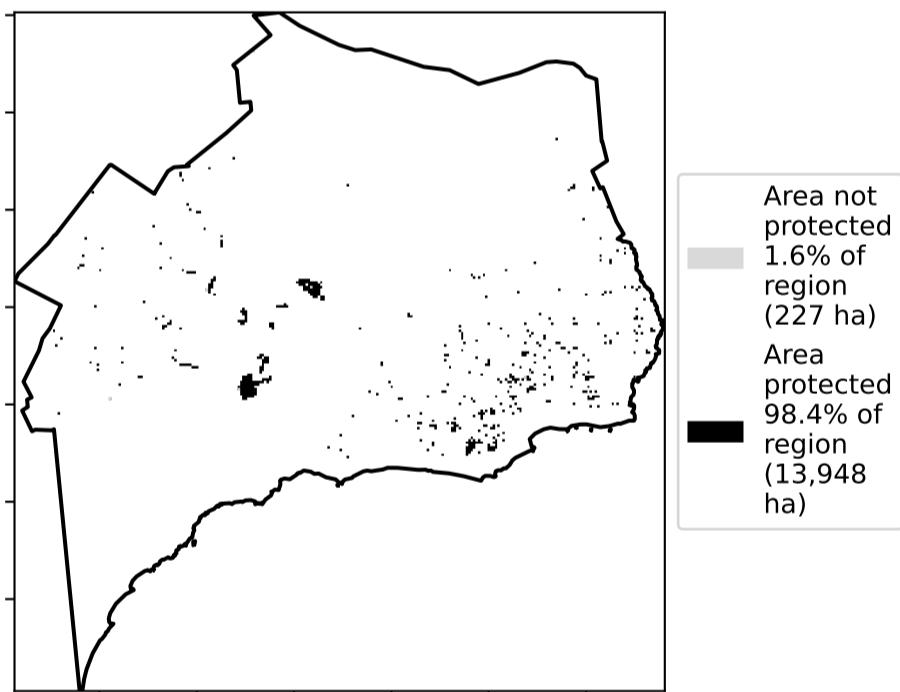 Area not
protected
1.6% of
region
(227 ha)
Area
protected
98.4% of
region
(13,948
ha)